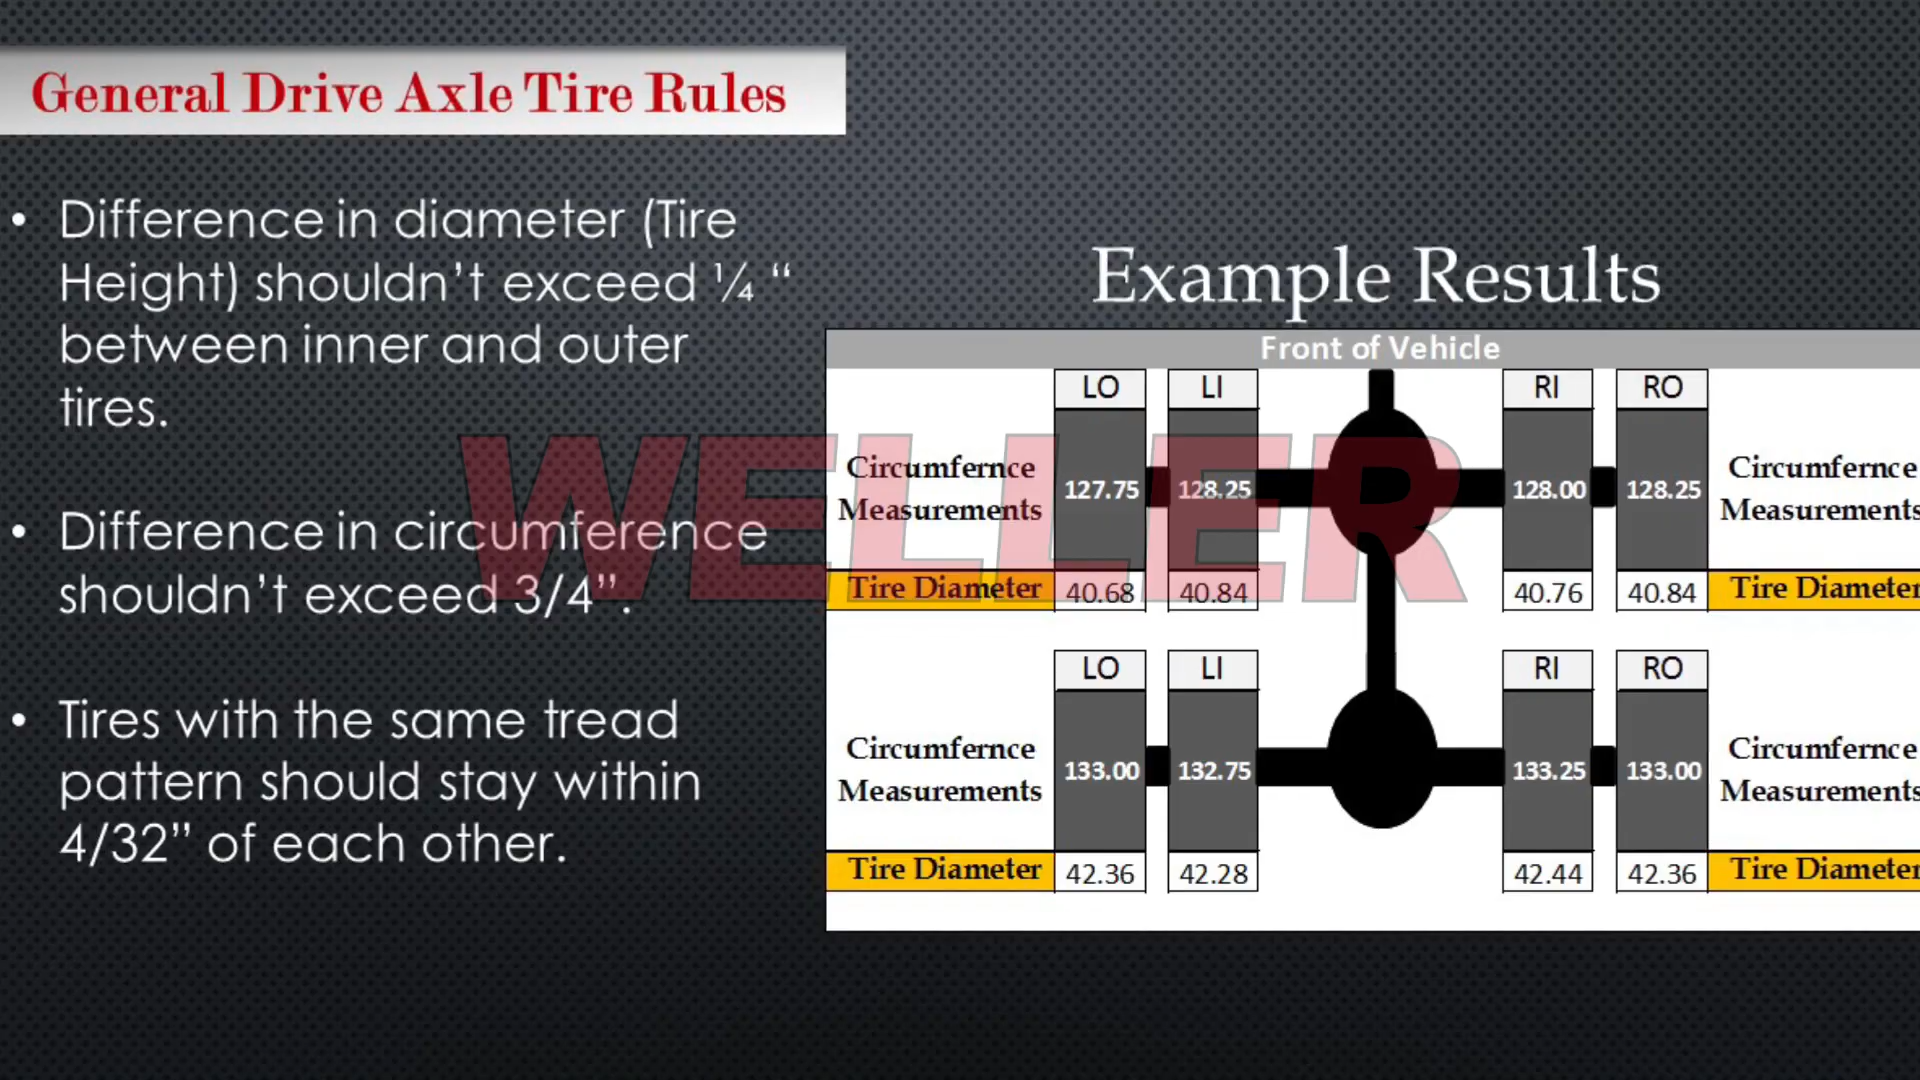 General Drive Axle Tire Rules
• Difference in diameter (Tire
Height) shouldn’t exceed ¼ “
between inner and outer
tires.
• Difference in circumference
shouldn’t exceed 3/4”.
• Tires with the same tread
pattern should stay within
4/32” of each other.
Example Results
Front of Vehicle
LO LI RI RO
Circumfernce Circumfernce
127.75 128.25 128.00 128.25
Measurements Measurements
Tire Diameter 40.68 40.84 40.76 40.84 Tire Diameter
LO LI RI RO
Circumfernce Circumfernce
133.00 132.75 133.25 133.00
Measurements Measurements
Tire Diameter 42.36 42.28 42.44 42.36 Tire Diameter
WELLER